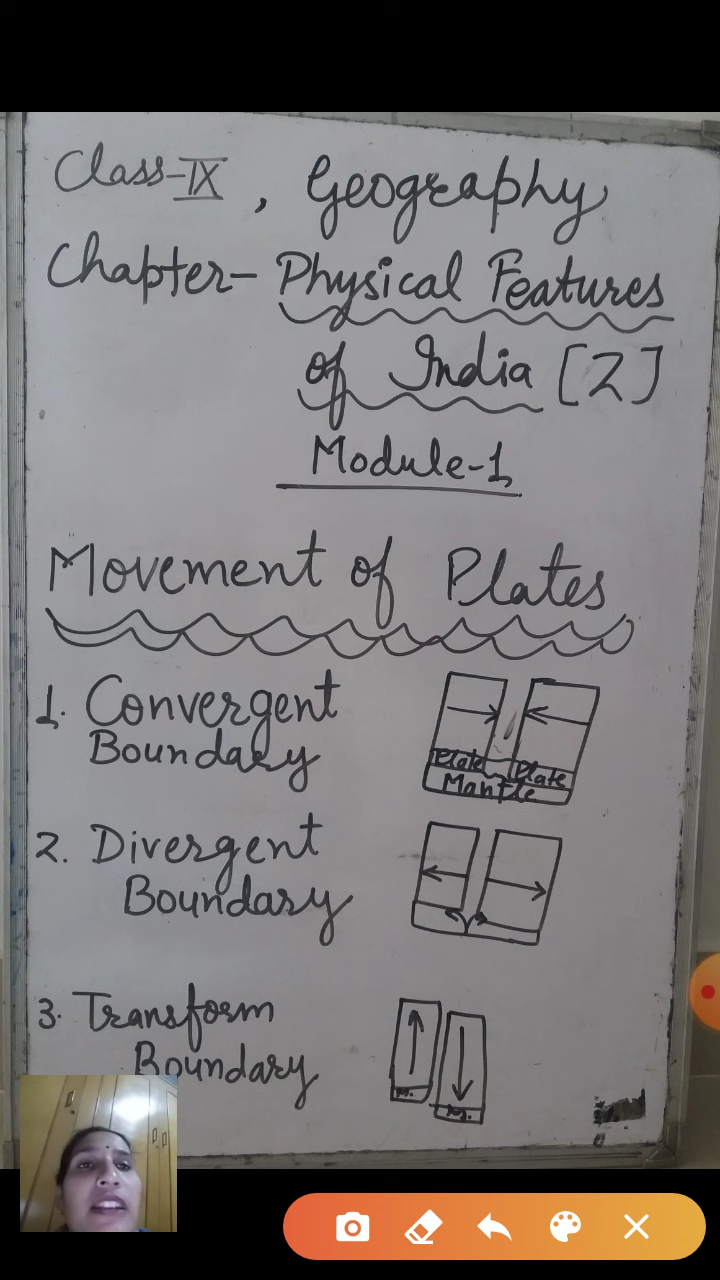 Class-IX, Geography
Chapter- Physical Features
of India [2]
Module-1
Movement of Plates
1. Convergent
Boundary
Plate Plate
Mantle
2. Divergent
Boundary
3. Transform
Boundary
M. M.